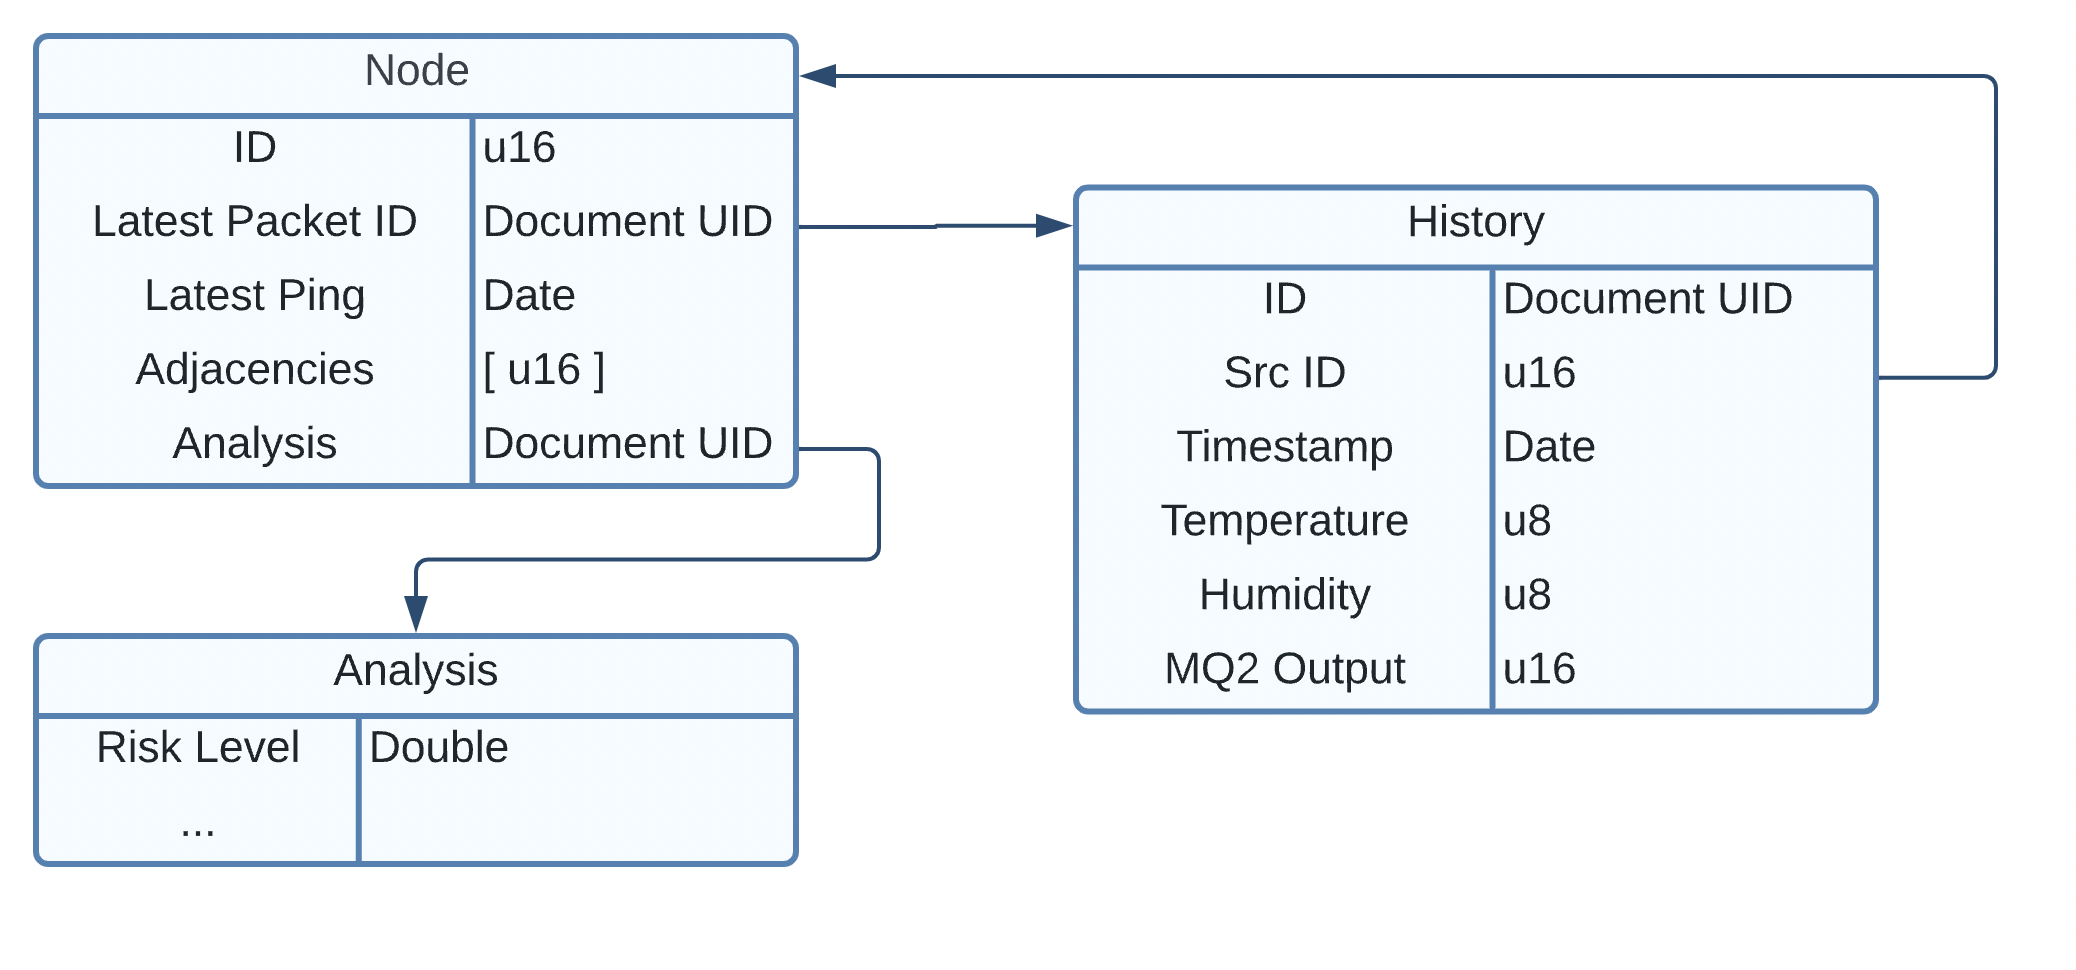 Node
ID u16
Latest Packet ID Document UID
Latest Ping Date
Adjacencies [ u16 ]
Analysis Document UID
History
ID Document UID
Src ID u16
Timestamp Date
Temperature u8
Humidity u8
MQ2 Output u16
Analysis
Risk Level Double
...